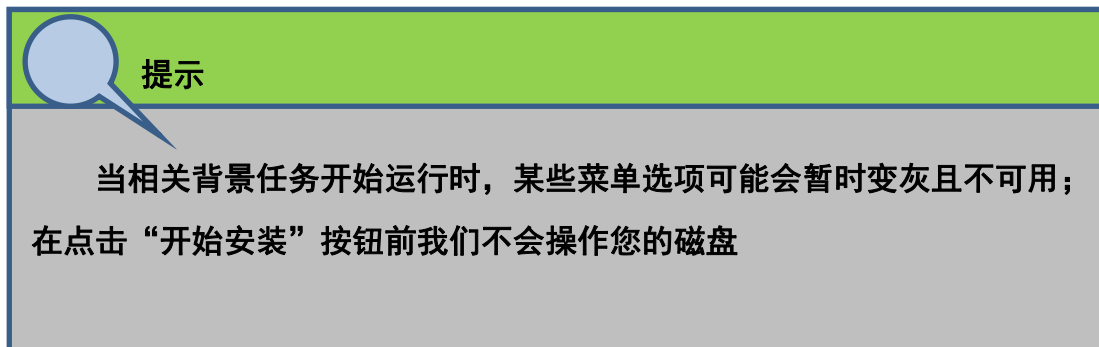 提示
当相关背景任务开始运行时，某些菜单选项可能会暂时变灰且不可用；
在点击“开始安装”按钮前我们不会操作您的磁盘